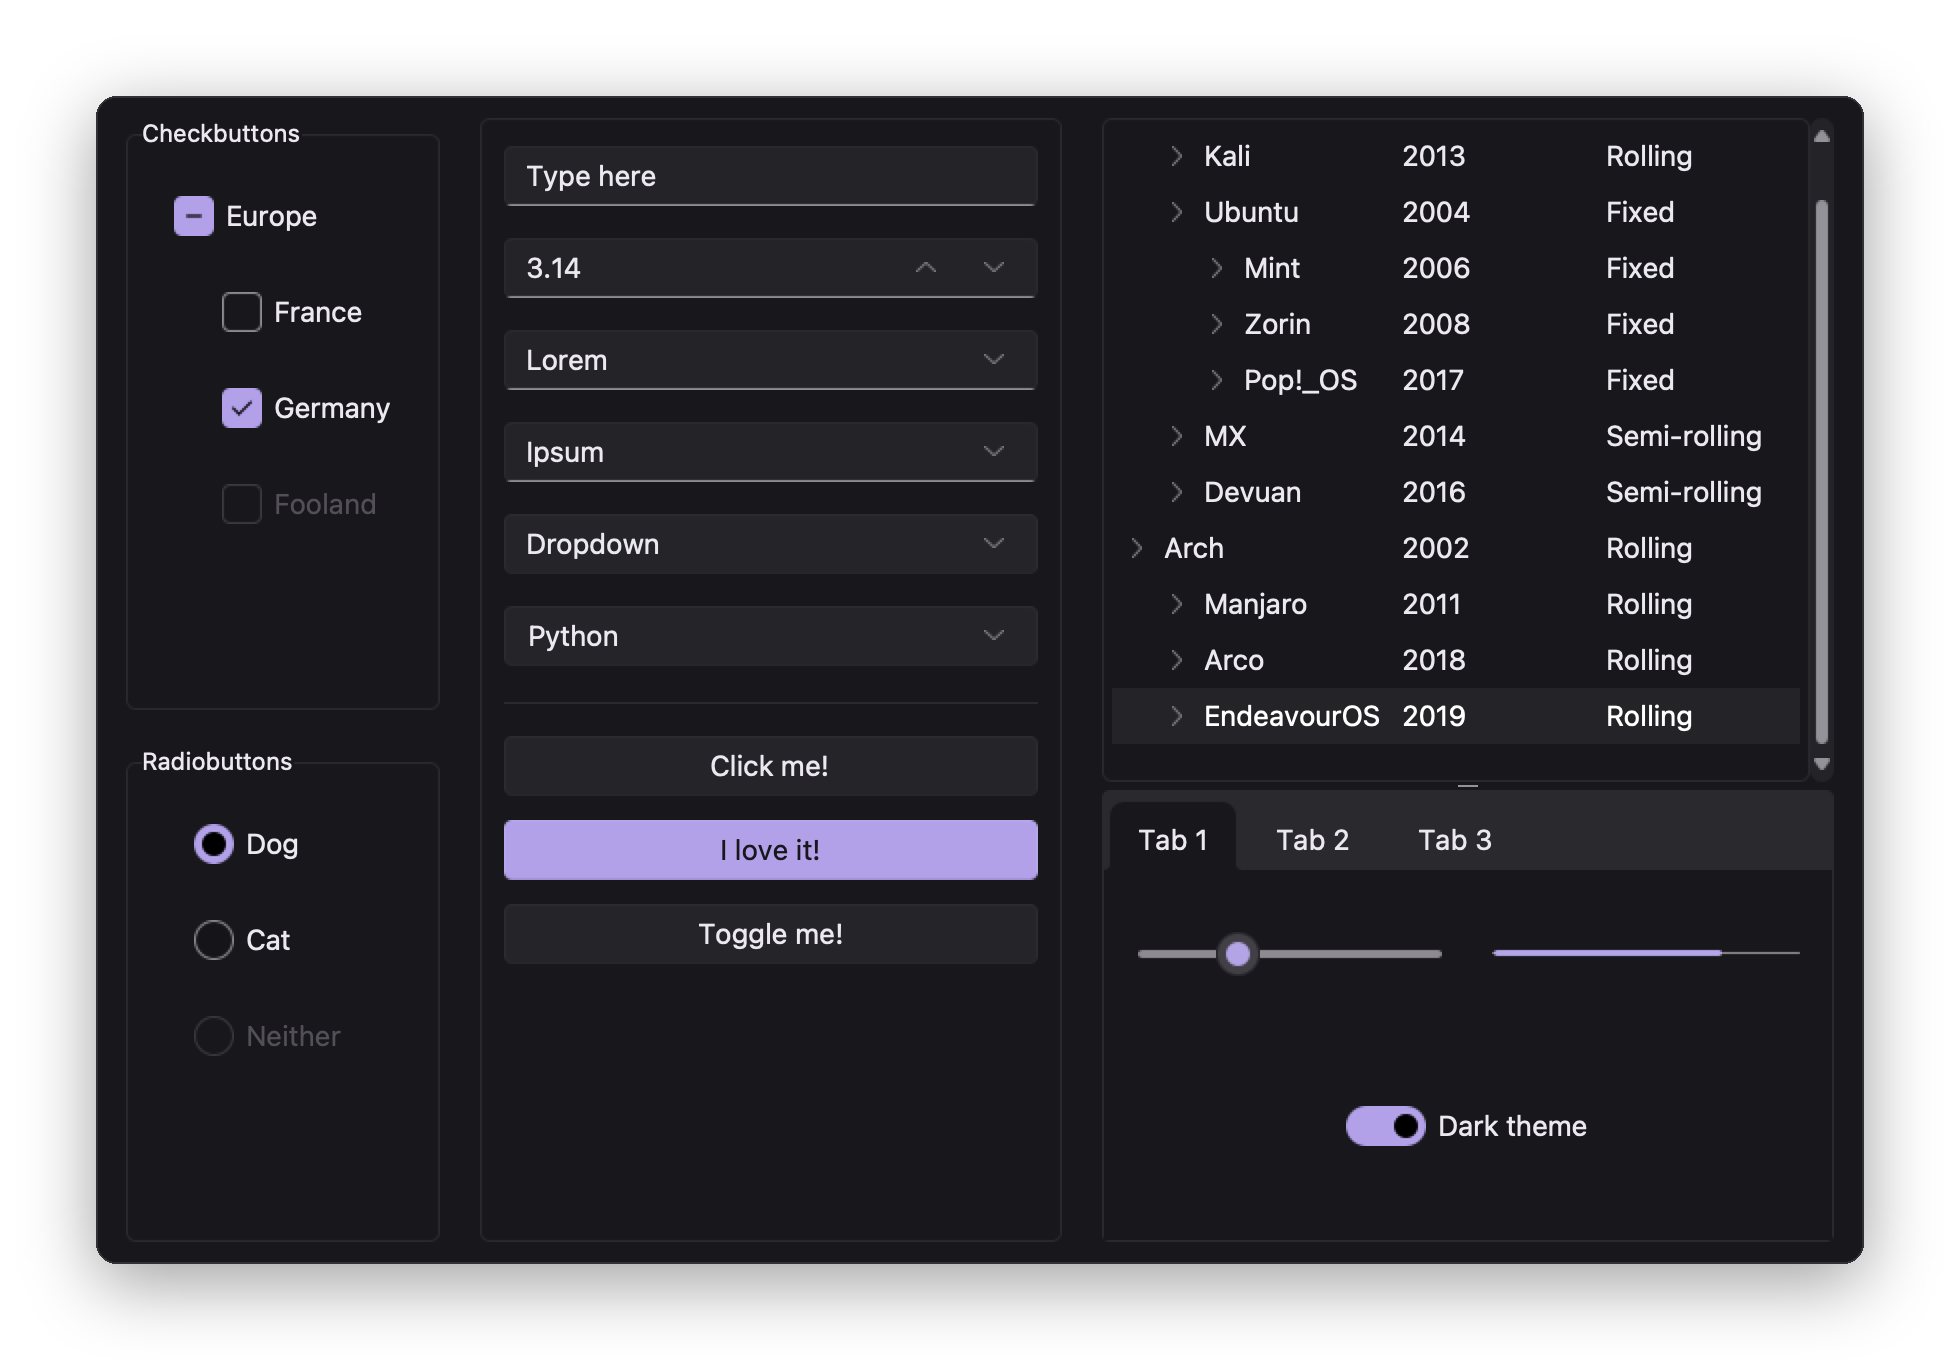 Checkbuttons
Europe
France
Germany
Fooland
Radiobuttons
Dog
Cat
Neither
Type here
3.14
Lorem
Ipsum
Dropdown
Python
Click me!
I love it!
Toggle me!
Kali 2013 Rolling
Ubuntu 2004 Fixed
Mint 2006 Fixed
Zorin 2008 Fixed
Pop!_OS 2017 Fixed
MX 2014 Semi-rolling
Devuan 2016 Semi-rolling
Arch 2002 Rolling
Manjaro 2011 Rolling
Arco 2018 Rolling
EndeavourOS 2019 Rolling
Tab 1 Tab 2 Tab 3
Dark theme